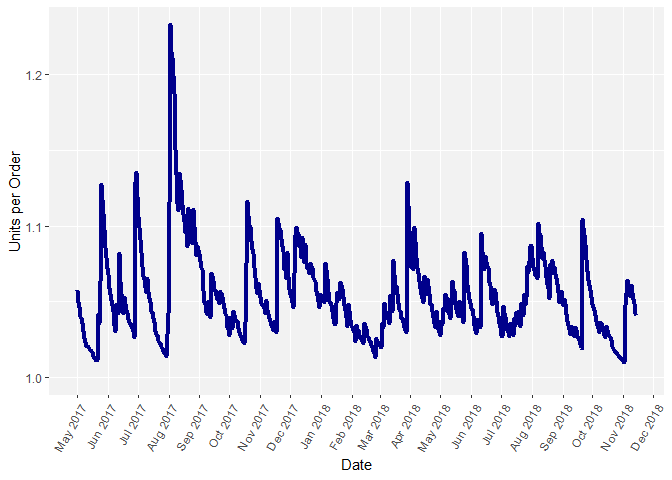 Units per Order
1.2
1.1
1.0
May 2017
Jun 2017
Jul 2017
Aug 2017
Sep 2017
Oct 2017
Nov 2017
Dec 2017
Jan 2018
Feb 2018
Mar 2018
Apr 2018
May 2018
Jun 2018
Jul 2018
Aug 2018
Sep 2018
Oct 2018
Nov 2018
Dec 2018
Date